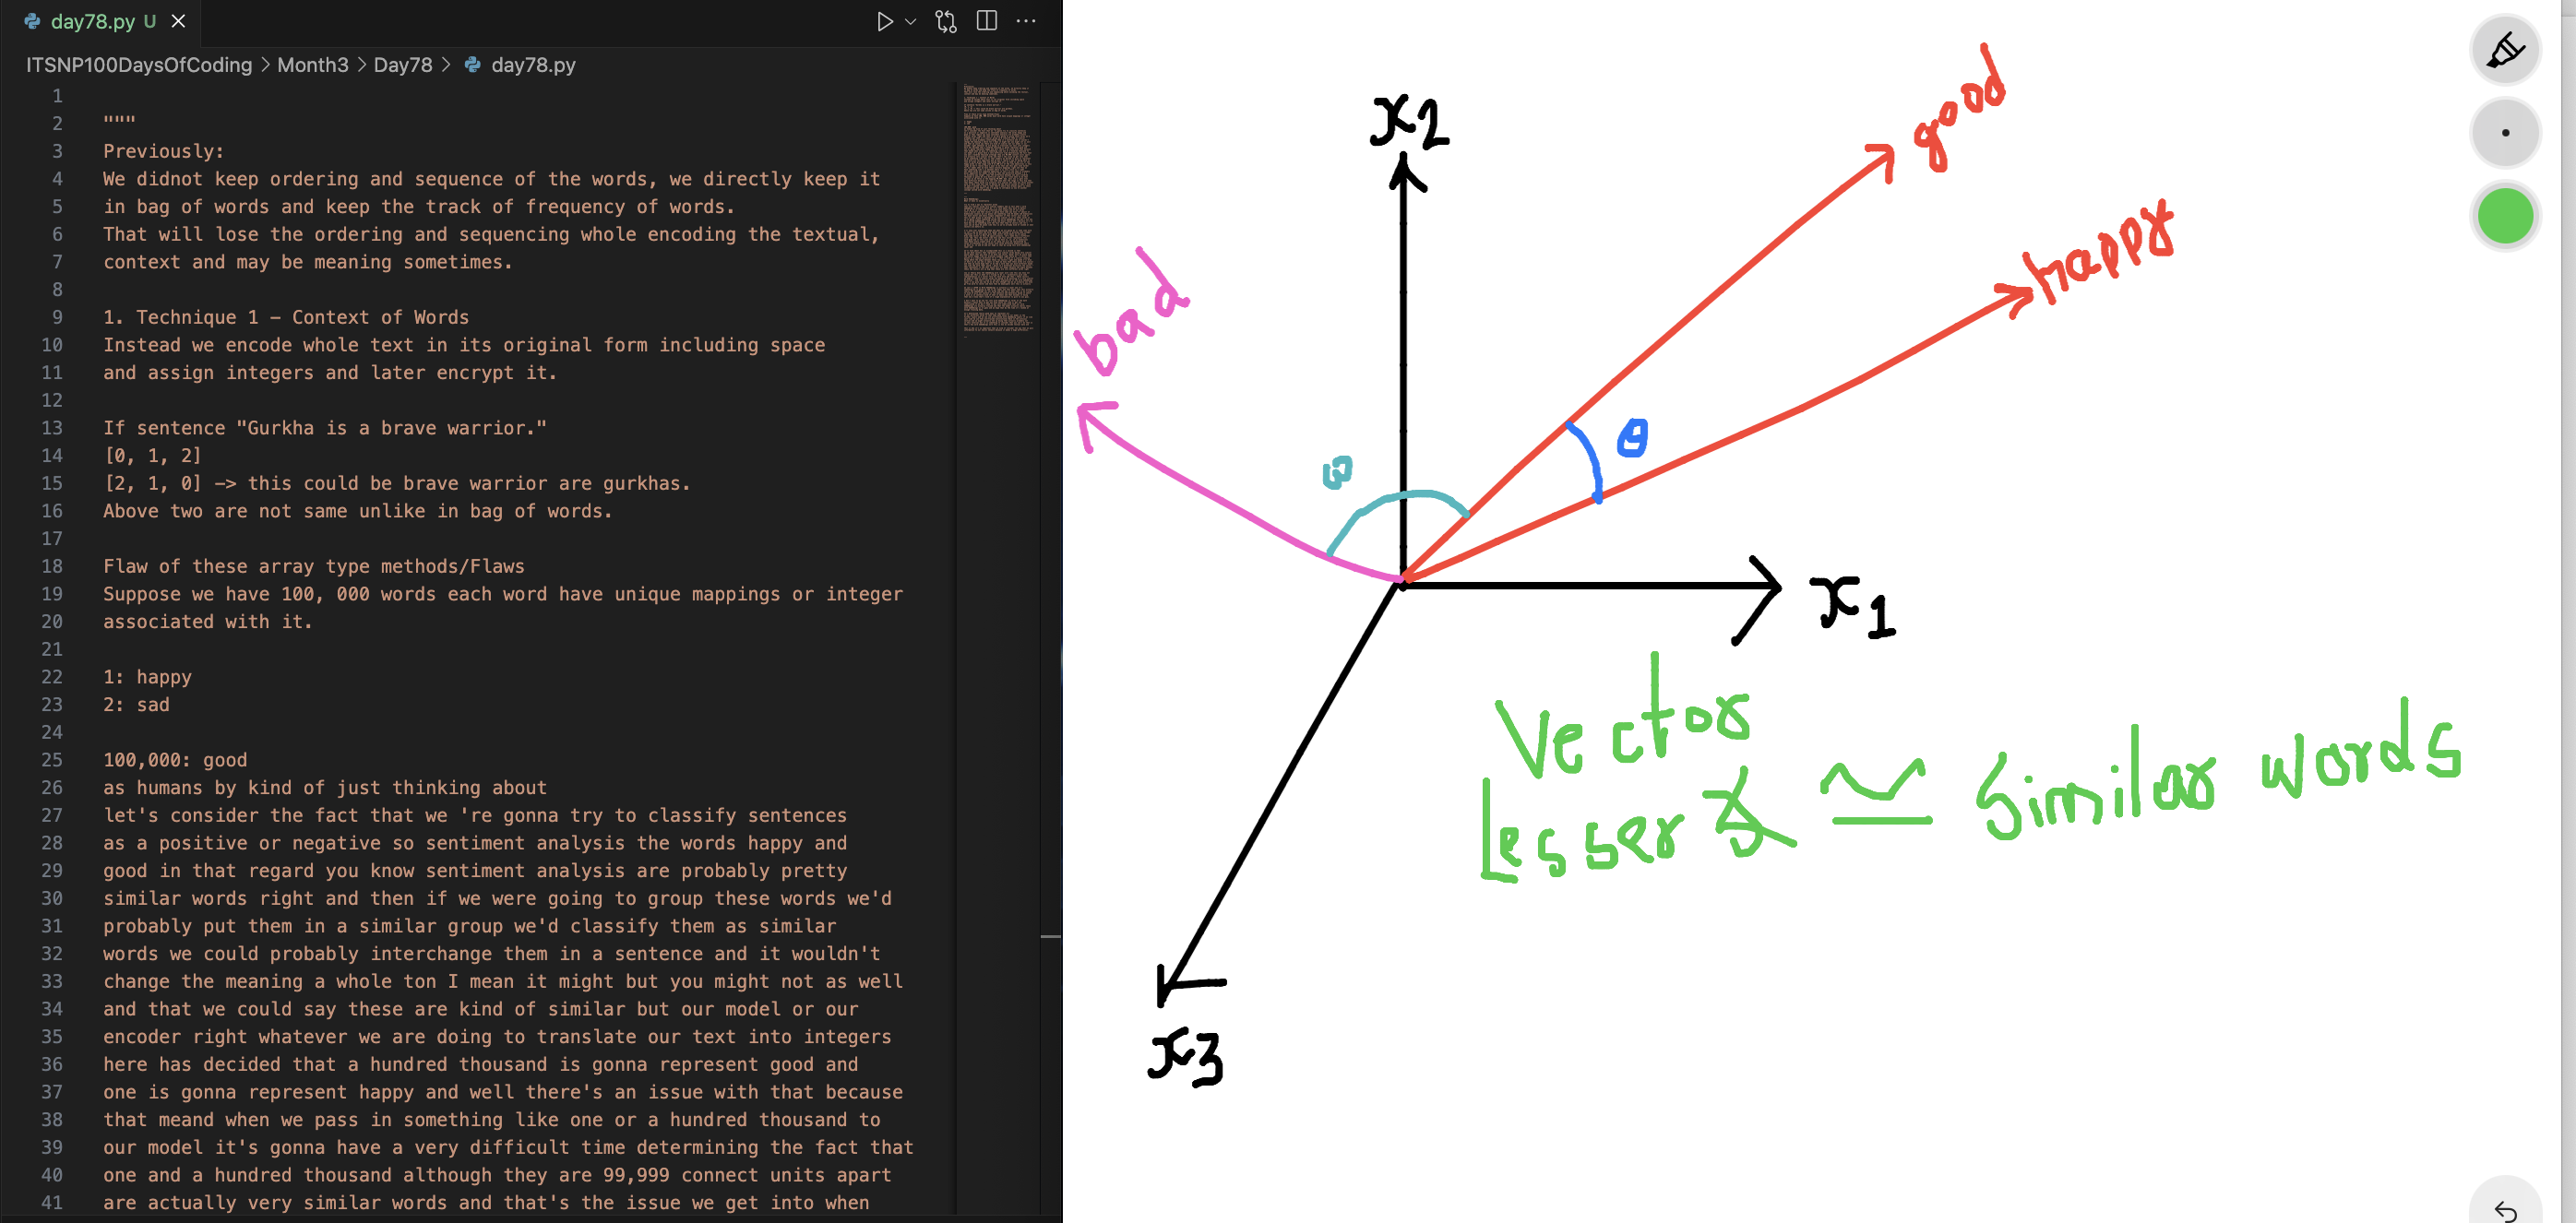 day78.py U
ITSNP100DaysOfCoding > Month3 > Day78 > day78.py
1
2 """
3 Previously:
4 We didnot keep ordering and sequence of the words, we directly keep it
5 in bag of words and keep the track of frequency of words.
6 That will lose the ordering and sequencing whole encoding the textual,
7 context and may be meaning sometimes.
8
9 1. Technique 1 - Context of Words
10 Instead we encode whole text in its original form including space
11 and assign integers and later encrypt it.
12
13 If sentence "Gurkha is a brave warrior."
14 [0, 1, 2]
15 [2, 1, 0] -> this could be brave warrior are gurkhas.
16 Above two are not same unlike in bag of words.
17
18 Flaw of these array type methods/Flaws
19 Suppose we have 100, 000 words each word have unique mappings or integer
20 associated with it.
21
22 1: happy
23 2: sad
24
25 100,000: good
26 as humans by kind of just thinking about
27 let's consider the fact that we 're gonna try to classify sentences
28 as a positive or negative so sentiment analysis the words happy and
29 good in that regard you know sentiment analysis are probably pretty
30 similar words right and then if we were going to group these words we'd
31 probably put them in a similar group we'd classify them as similar
32 words we could probably interchange them in a sentence and it wouldn't
33 change the meaning a whole ton I mean it might but you might not as well
34 and that we could say these are kind of similar but our model or our
35 encoder right whatever we are doing to translate our text into integers
36 here has decided that a hundred thousand is gonna represent good and
37 one is gonna represent happy and well there's an issue with that because
38 that meand when we pass in something like one or a hundred thousand to
39 our model it's gonna have a very difficult time determining the fact that
40 one and a hundred thousand although they are 99,999 connect units apart
41 are actually very similar words and that's the issue we get into when
x2
good
happy
bad
θ
x1
Vector
Lesser ≅ Similar words
x3